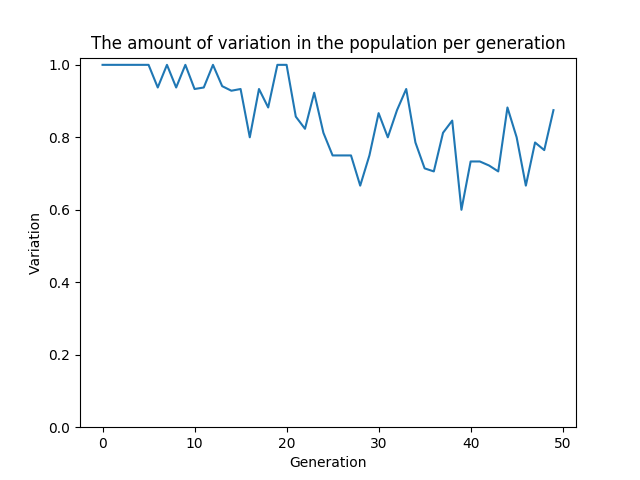 The amount of variation in the population per generation
1.0
0.8
0.6
0.4
0.2
0.0
Variation
0 10 20 30 40 50
Generation